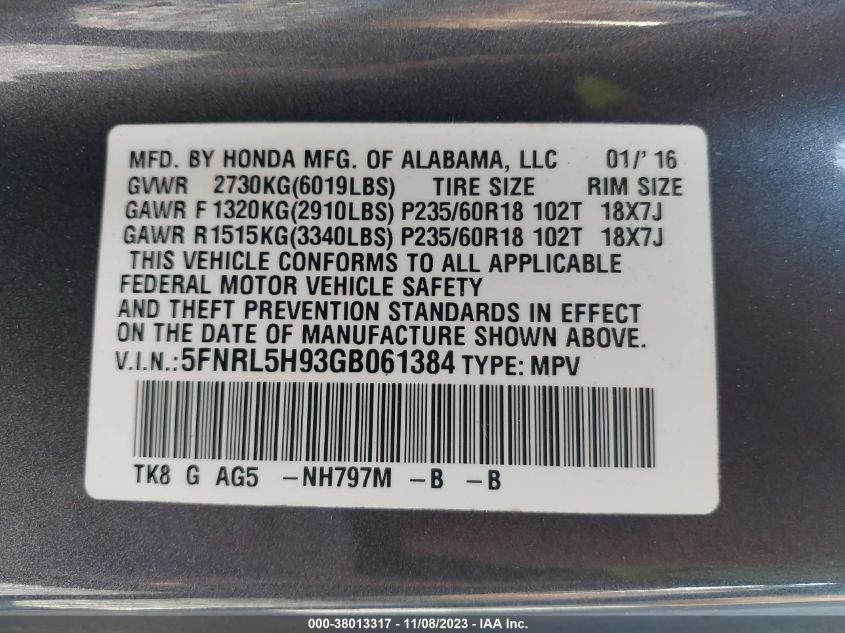 MFD. BY HONDA MFG. OF ALABAMA, LLC 01/' 16
GVWR 2730KG(6019LBS) TIRE SIZE RIM SIZE
GAWR F 1320KG(2910LBS) P235/60R18 102T 18X7J
GAWR R1515KG(3340LBS) P235/60R18 102T 18X7J
THIS VEHICLE CONFORMS TO ALL APPLICABLE
FEDERAL MOTOR VEHICLE SAFETY
AND THEFT PREVENTION STANDARDS IN EFFECT
ON THE DATE OF MANUFACTURE SHOWN ABOVE.
V.I.N.:5FNRL5H93GB061384 TYPE: MPV
TK8 G AG5 -NH797M -B -B
000-38013317 - 11/08/2023 - IAA Inc.